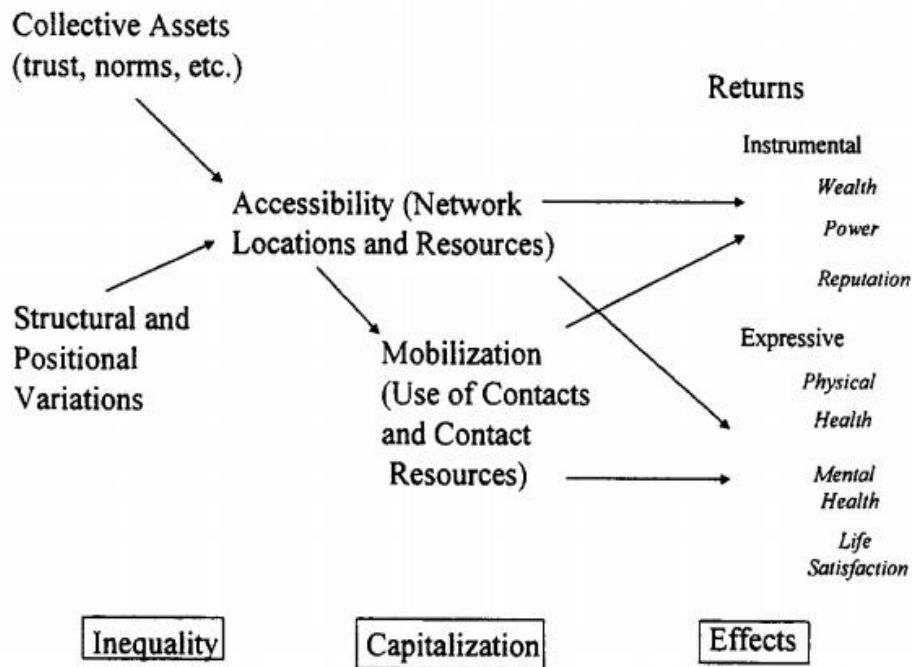 Collective Assets
(trust, norms, etc.)
Returns
Instrumental
Wealth
Accessibility (Network
Locations and Resources)
Power
Reputation
Structural and
Positional
Variations
Expressive
Mobilization
(Use of Contacts
and Contact
Resources)
Physical
Health
Mental
Health
Life
Satisfaction
Inequality
Capitalization
Effects